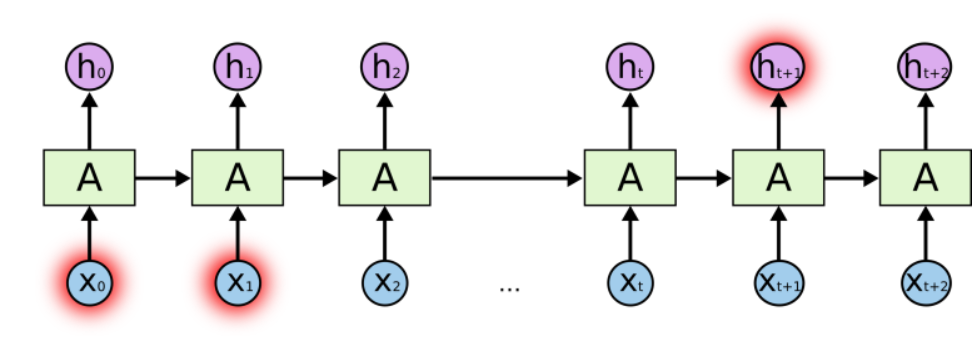 h₀ h₁ h₂ hₜ hₜ₊₁ hₜ₊₂
A A A A A A
x₀ x₁ x₂ ... xₜ xₜ₊₁ xₜ₊₂